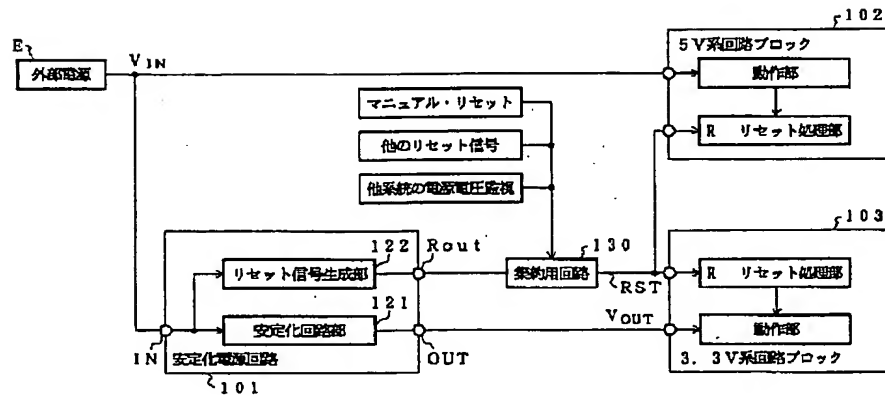 102
E
VIN
5V系回路ブロック
外部電源
動作部
マニュアル・リセット
R リセット処理部
他のリセット信号
他系統の電源電圧監視
103
122
Rout
130
リセット信号生成部
集約用回路
R リセット処理部
RST
121
VOUT
安定化回路部
動作部
IN
安定化電源回路
OUT
3.3V系回路ブロック
101